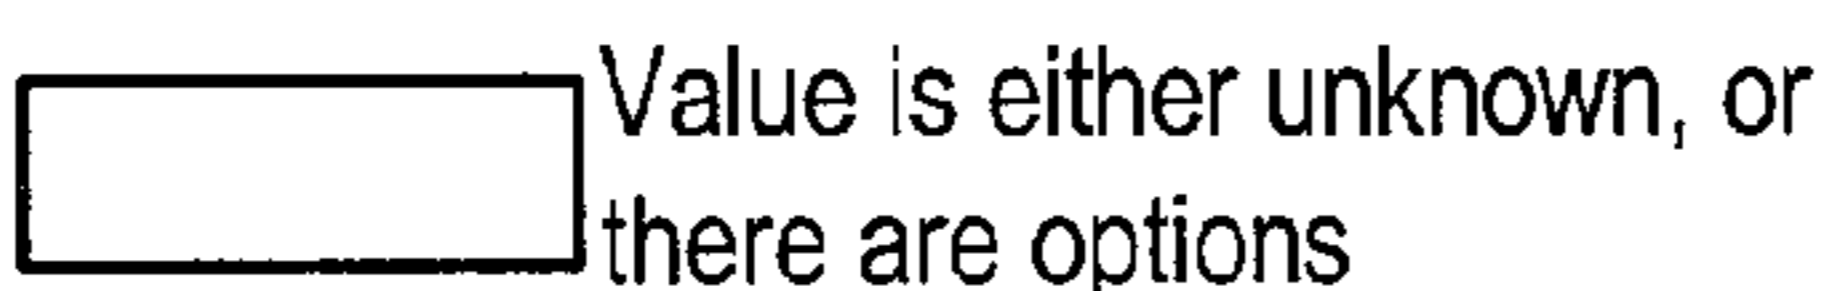 Value is either unknown, or
there are options